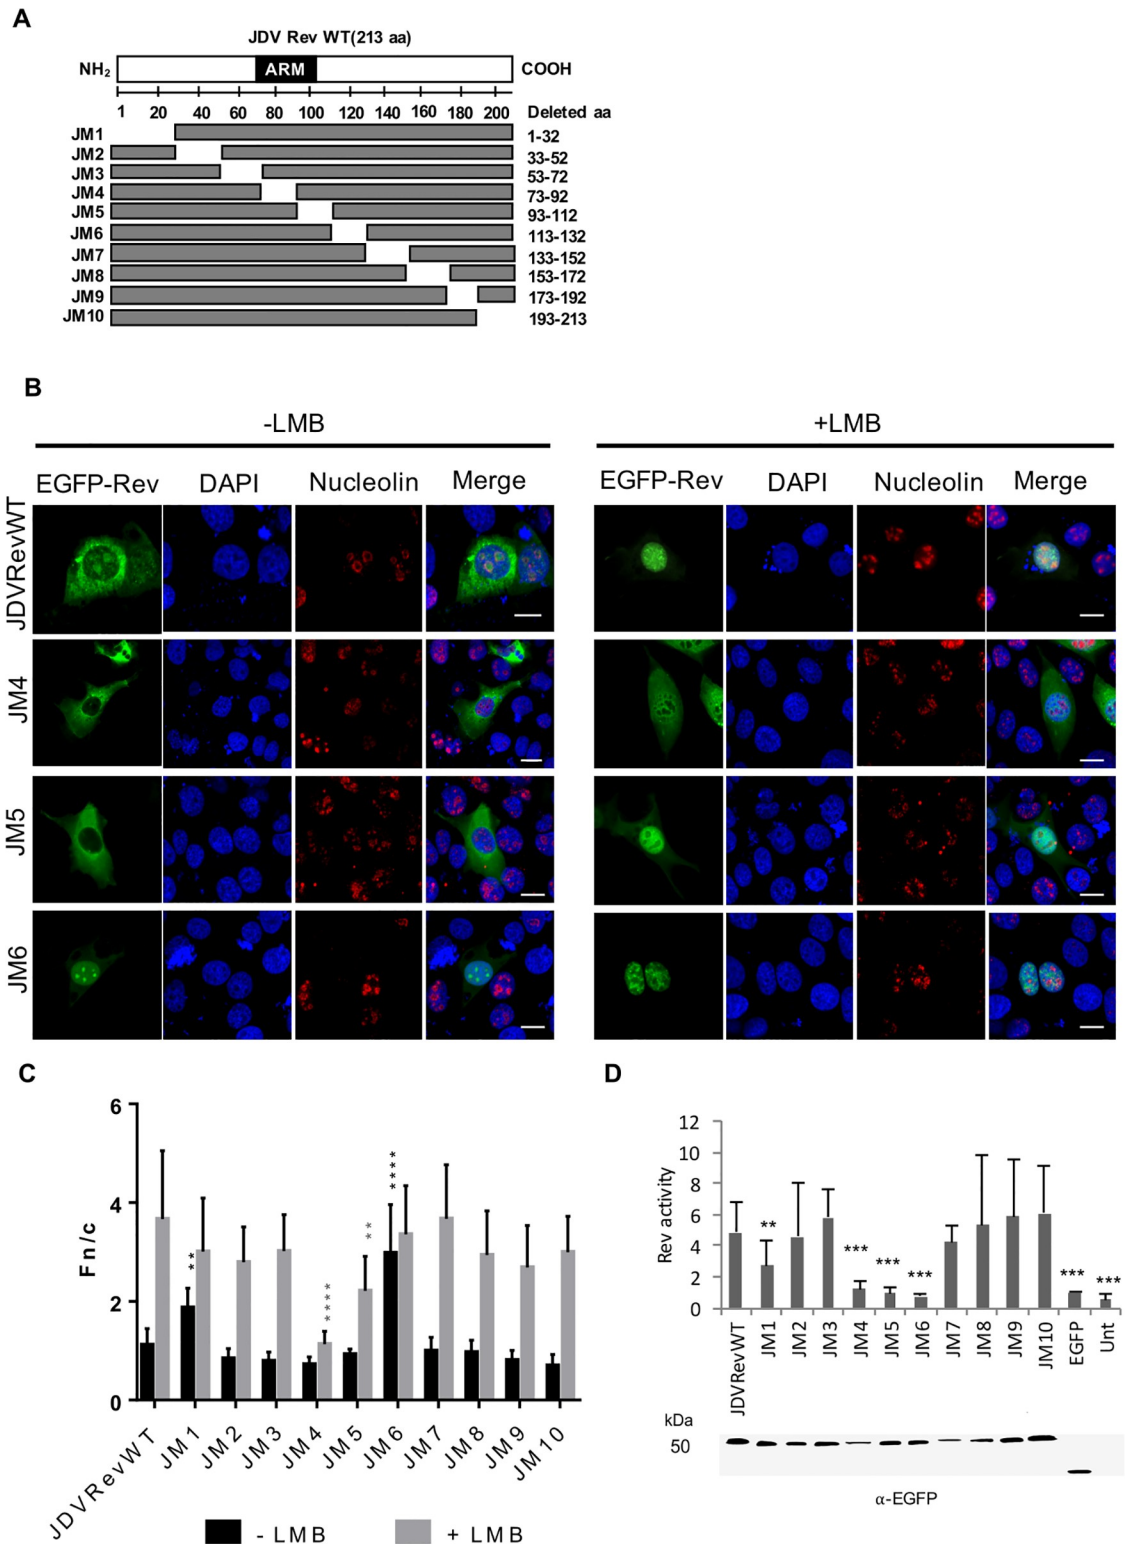 A
JDV Rev WT(213 aa)
NH2 ARM COOH
1 20 40 60 80 100 120 140 160 180 200 Deleted aa
JM1 1-32
JM2 33-52
JM3 53-72
JM4 73-92
JM5 93-112
JM6 113-132
JM7 133-152
JM8 153-172
JM9 173-192
JM10 193-213
B
-LMB +LMB
EGFP-Rev DAPI Nucleolin Merge EGFP-Rev DAPI Nucleolin Merge
JDVRevWT
JM4
JM5
JM6
C
Fn/c
6
4
2
0
**
****
**
****
JDVRevWT JM1 JM2 JM3 JM4 JM5 JM6 JM7 JM8 JM9 JM10
- LMB + LMB
D
Rev activity
12
10
8
6
4
2
0
** *** *** *** *** ***
JDVRevWT JM1 JM2 JM3 JM4 JM5 JM6 JM7 JM8 JM9 JM10 EGFP Unt
kDa
50
α-EGFP